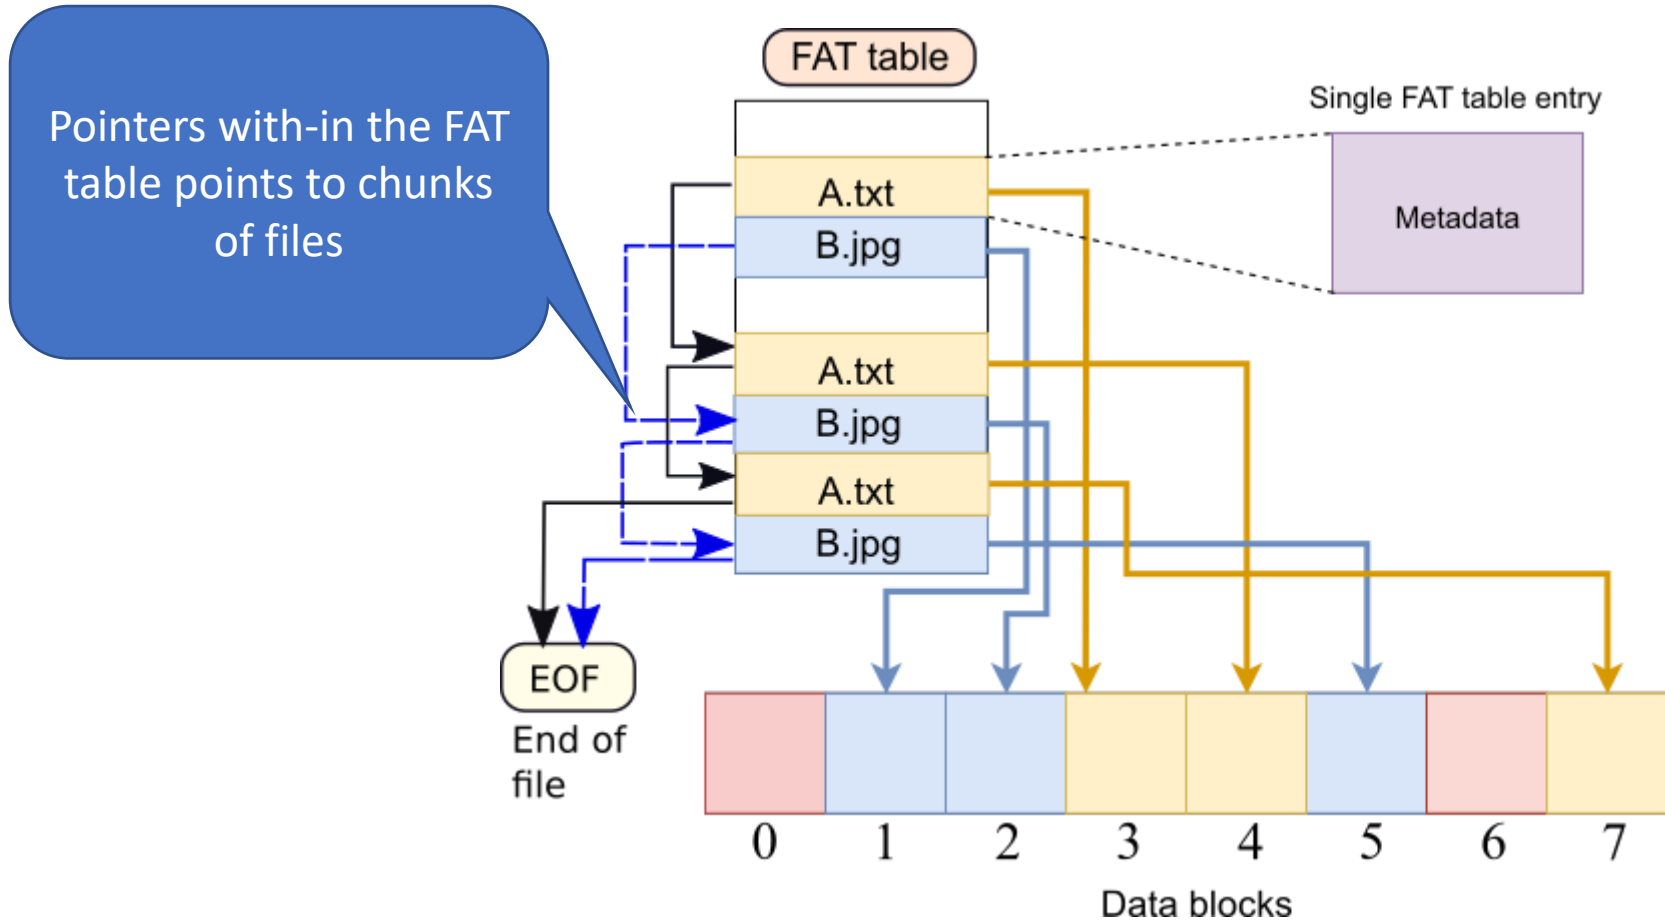 Pointers with-in the FAT
table points to chunks
of files
FAT table
Single FAT table entry
Metadata
A.txt
B.jpg
A.txt
B.jpg
A.txt
B.jpg
EOF
End of
file
0 1 2 3 4 5 6 7
Data blocks